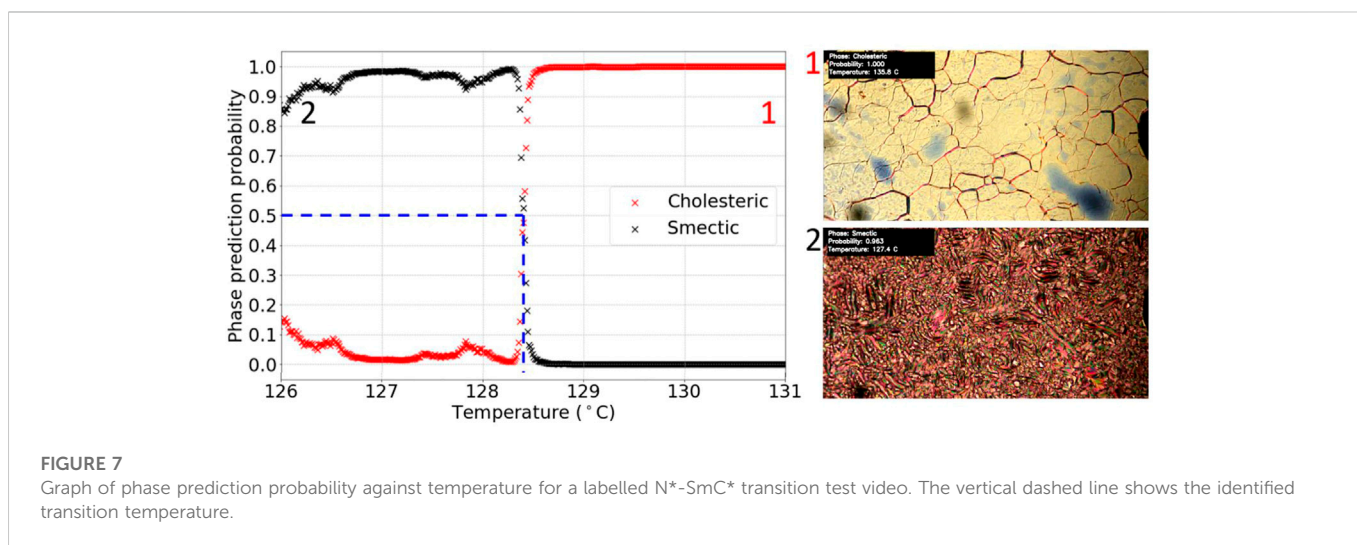 1.0
0.9
0.8
0.7
0.6
0.5
0.4
0.3
0.2
0.1
0.0
Phase prediction probability
2
1
× Cholesteric
× Smectic
126 127 128 129 130 131
Temperature (°C)
1
Phase: Cholesteric
Probability: 1.000
Temperature: 135.8 C
2
Phase: Smectic
Probability: 0.963
Temperature: 127.4 C
FIGURE 7
Graph of phase prediction probability against temperature for a labelled N*-SmC* transition test video. The vertical dashed line shows the identified
transition temperature.